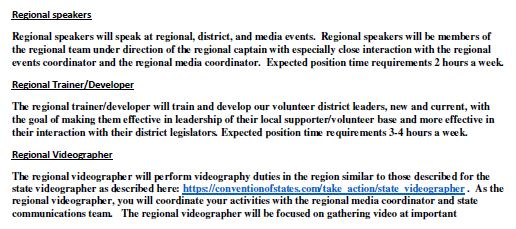 Regional speakers
Regional speakers will speak at regional, district, and media events.  Regional speakers will be members of
the regional team under direction of the regional captain with especially close interaction with the regional
events coordinator and the regional media coordinator.  Expected position time requirements 2 hours a week.
Regional Trainer/Developer
The regional trainer/developer will train and develop our volunteer district leaders, new and current, with
the goal of making them effective in leadership of their local supporter/volunteer base and more effective in
their interaction with their district legislators. Expected position time requirements 3-4 hours a week.
Regional Videographer
The regional videographer will perform videography duties in the region similar to those described for the
state videographer as described here: https://conventionofstates.com/take_action/state_videographer .  As the
regional videographer, you will coordinate your activities with the regional media coordinator and state
communications team.   The regional videographer will be focused on gathering video at important